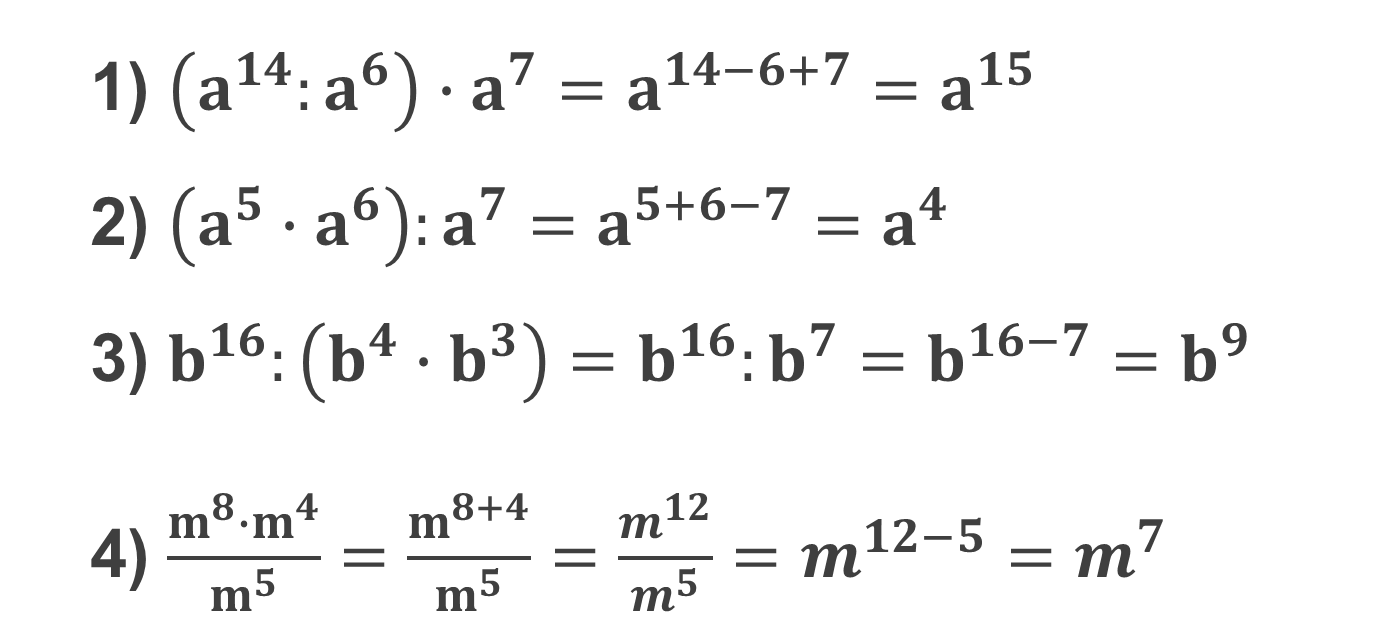 1) (a¹⁴: a⁶) · a⁷ = a¹⁴⁻⁶⁺⁷ = a¹⁵
2) (a⁵ · a⁶): a⁷ = a⁵⁺⁶⁻⁷ = a⁴
3) b¹⁶: (b⁴ · b³) = b¹⁶: b⁷ = b¹⁶⁻⁷ = b⁹
4) m⁸·m⁴/m⁵ = m⁸⁺⁴/m⁵ = m¹²/m⁵ = m¹²⁻⁵ = m⁷